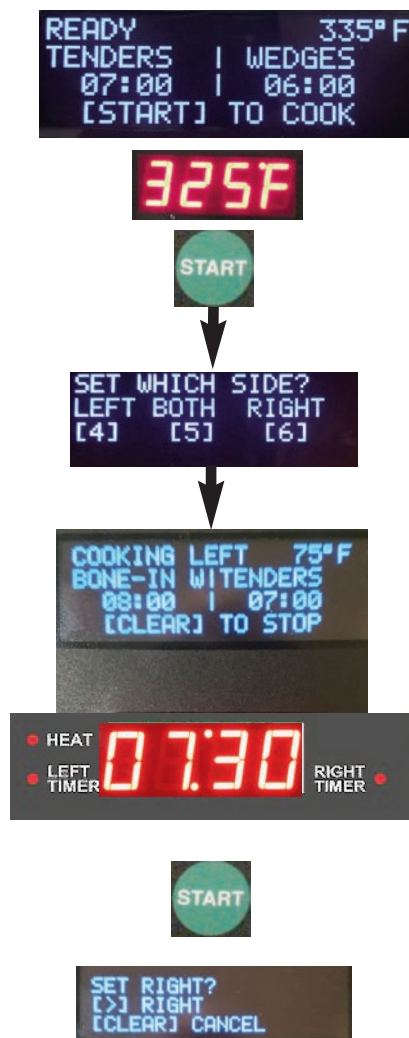 READY 335°F
TENDERS | WEDGES
07:00 | 06:00
[START] TO COOK
325°F
START
SET WHICH SIDE?
LEFT BOTH RIGHT
[4] [5] [6]
COOKING LEFT 75°F
BONE-IN W|TENDERS
08:00 | 07:00
[CLEAR] TO STOP
HEAT
LEFT TIMER
07:30
RIGHT TIMER
START
SET RIGHT?
[>] RIGHT
[CLEAR] CANCEL